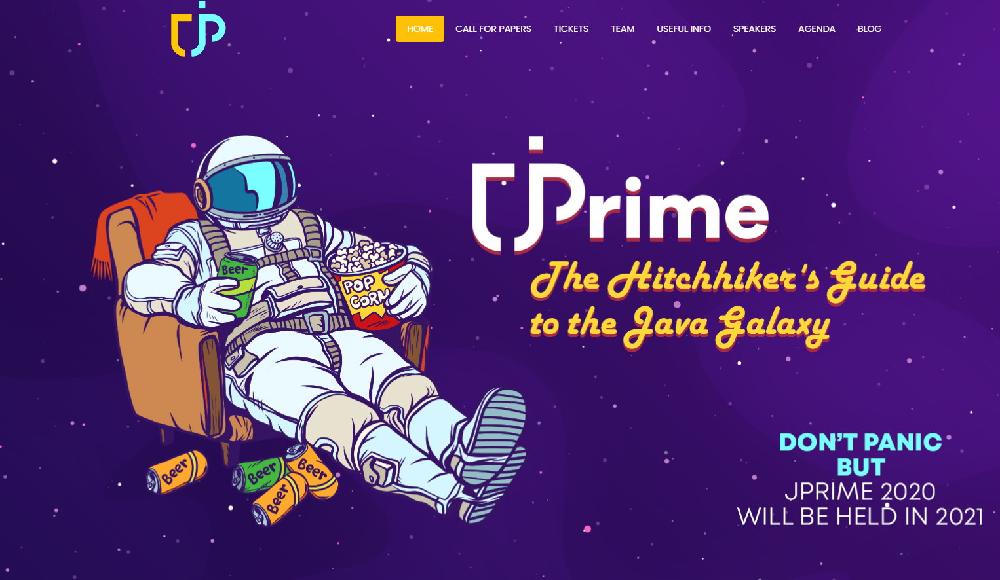 HOME CALL FOR PAPERS TICKETS TEAM USEFUL INFO SPEAKERS AGENDA BLOG
JPrime
The Hitchhiker's Guide
to the Java Galaxy
Beer
POP
CORN
Beer
Beer
Beer
Beer
DON'T PANIC
BUT
JPRIME 2020
WILL BE HELD IN 2021